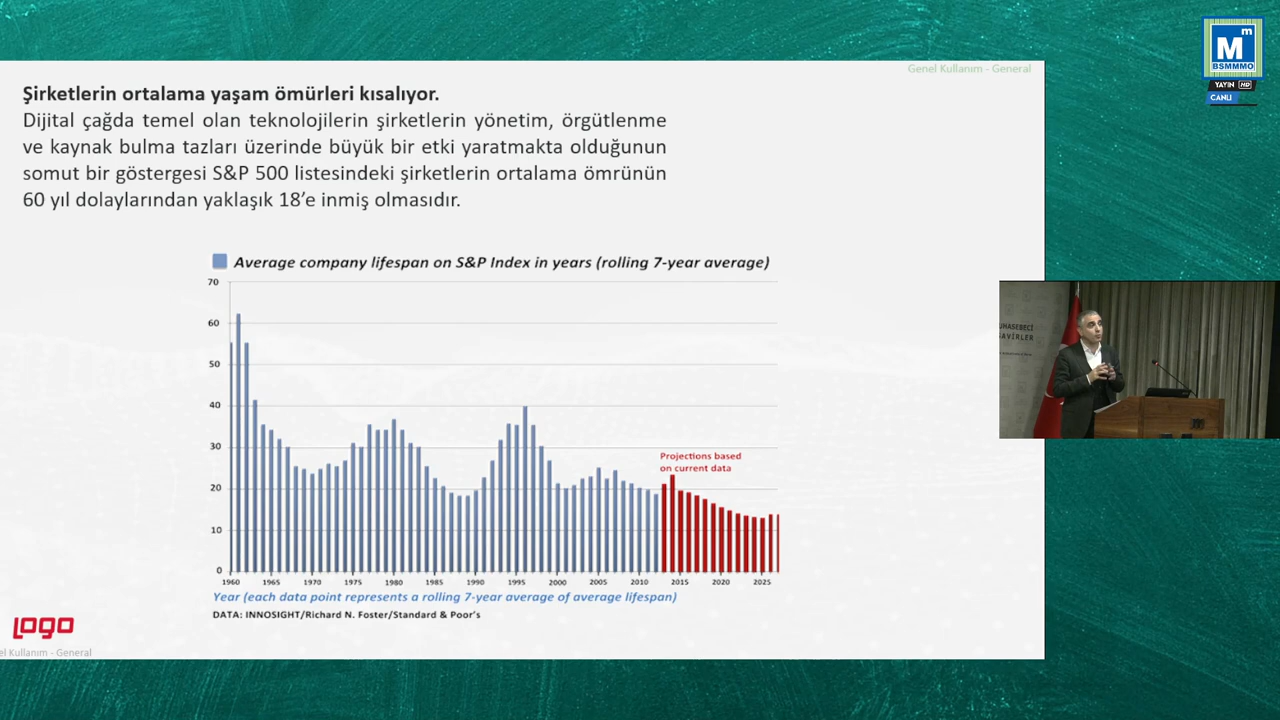 Genel Kullanım - General
Şirketlerin ortalama yaşam ömürleri kısalıyor.
Dijital çağda temel olan teknolojilerin şirketlerin yönetim, örgütlenme
ve kaynak bulma tazları üzerinde büyük bir etki yaratmakta olduğunun
somut bir göstergesi S&P 500 listesindeki şirketlerin ortalama ömrünün
60 yıl dolaylarından yaklaşık 18’e inmiş olmasıdır.
Average company lifespan on S&P Index in years (rolling 7-year average)
70
60
50
40
30
20
10
0
Projections based
on current data
1960 1965 1970 1975 1980 1985 1990 1995 2000 2005 2010 2015 2020 2025
Year (each data point represents a rolling 7-year average of average lifespan)
DATA: INNOSIGHT/Richard N. Foster/Standard & Poor's
LOGO
el Kullanım - General
Mm
BSMMMO
YAYIN HD
CANLI
UHASEBECİ
AVİRLER